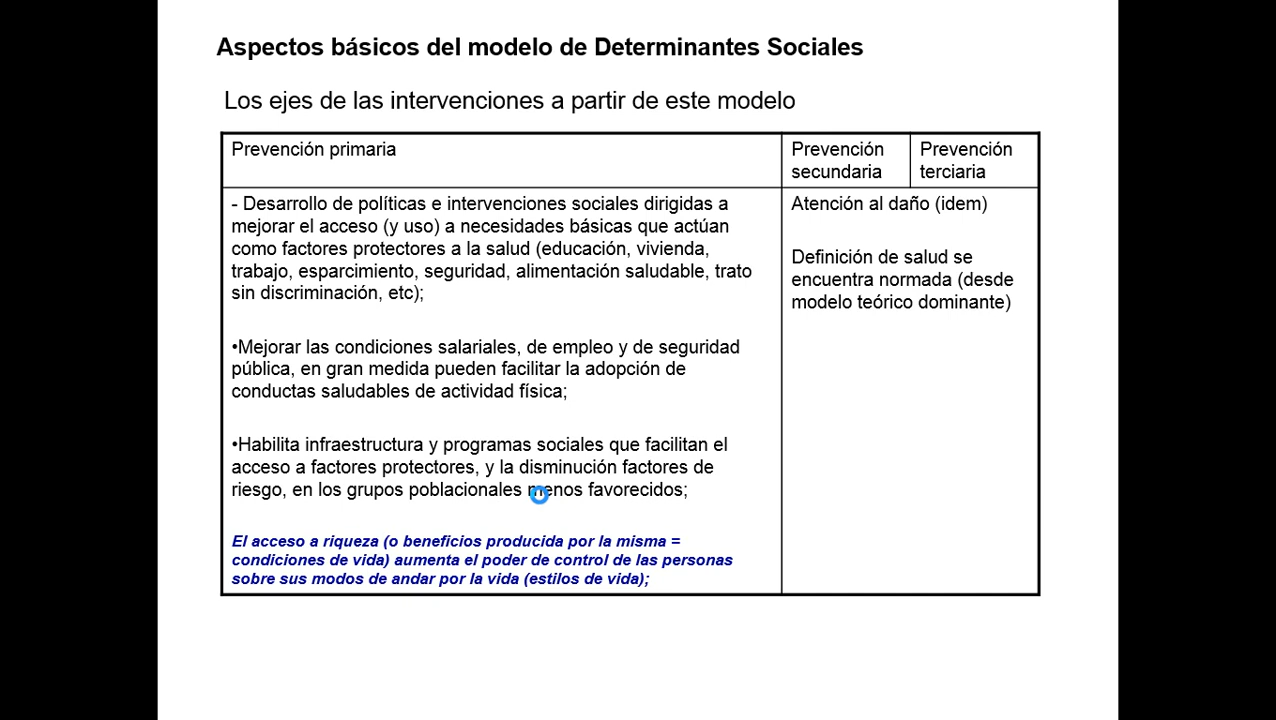 Aspectos básicos del modelo de Determinantes Sociales
Los ejes de las intervenciones a partir de este modelo
Prevención primaria
Prevención
secundaria
Prevención
terciaria
- Desarrollo de políticas e intervenciones sociales dirigidas a
mejorar el acceso (y uso) a necesidades básicas que actúan
como factores protectores a la salud (educación, vivienda,
trabajo, esparcimiento, seguridad, alimentación saludable, trato
sin discriminación, etc);
•Mejorar las condiciones salariales, de empleo y de seguridad
pública, en gran medida pueden facilitar la adopción de
conductas saludables de actividad física;
•Habilita infraestructura y programas sociales que facilitan el
acceso a factores protectores, y la disminución factores de
riesgo, en los grupos poblacionales menos favorecidos;
El acceso a riqueza (o beneficios producida por la misma =
condiciones de vida) aumenta el poder de control de las personas
sobre sus modos de andar por la vida (estilos de vida);
Atención al daño (idem)
Definición de salud se
encuentra normada (desde
modelo teórico dominante)